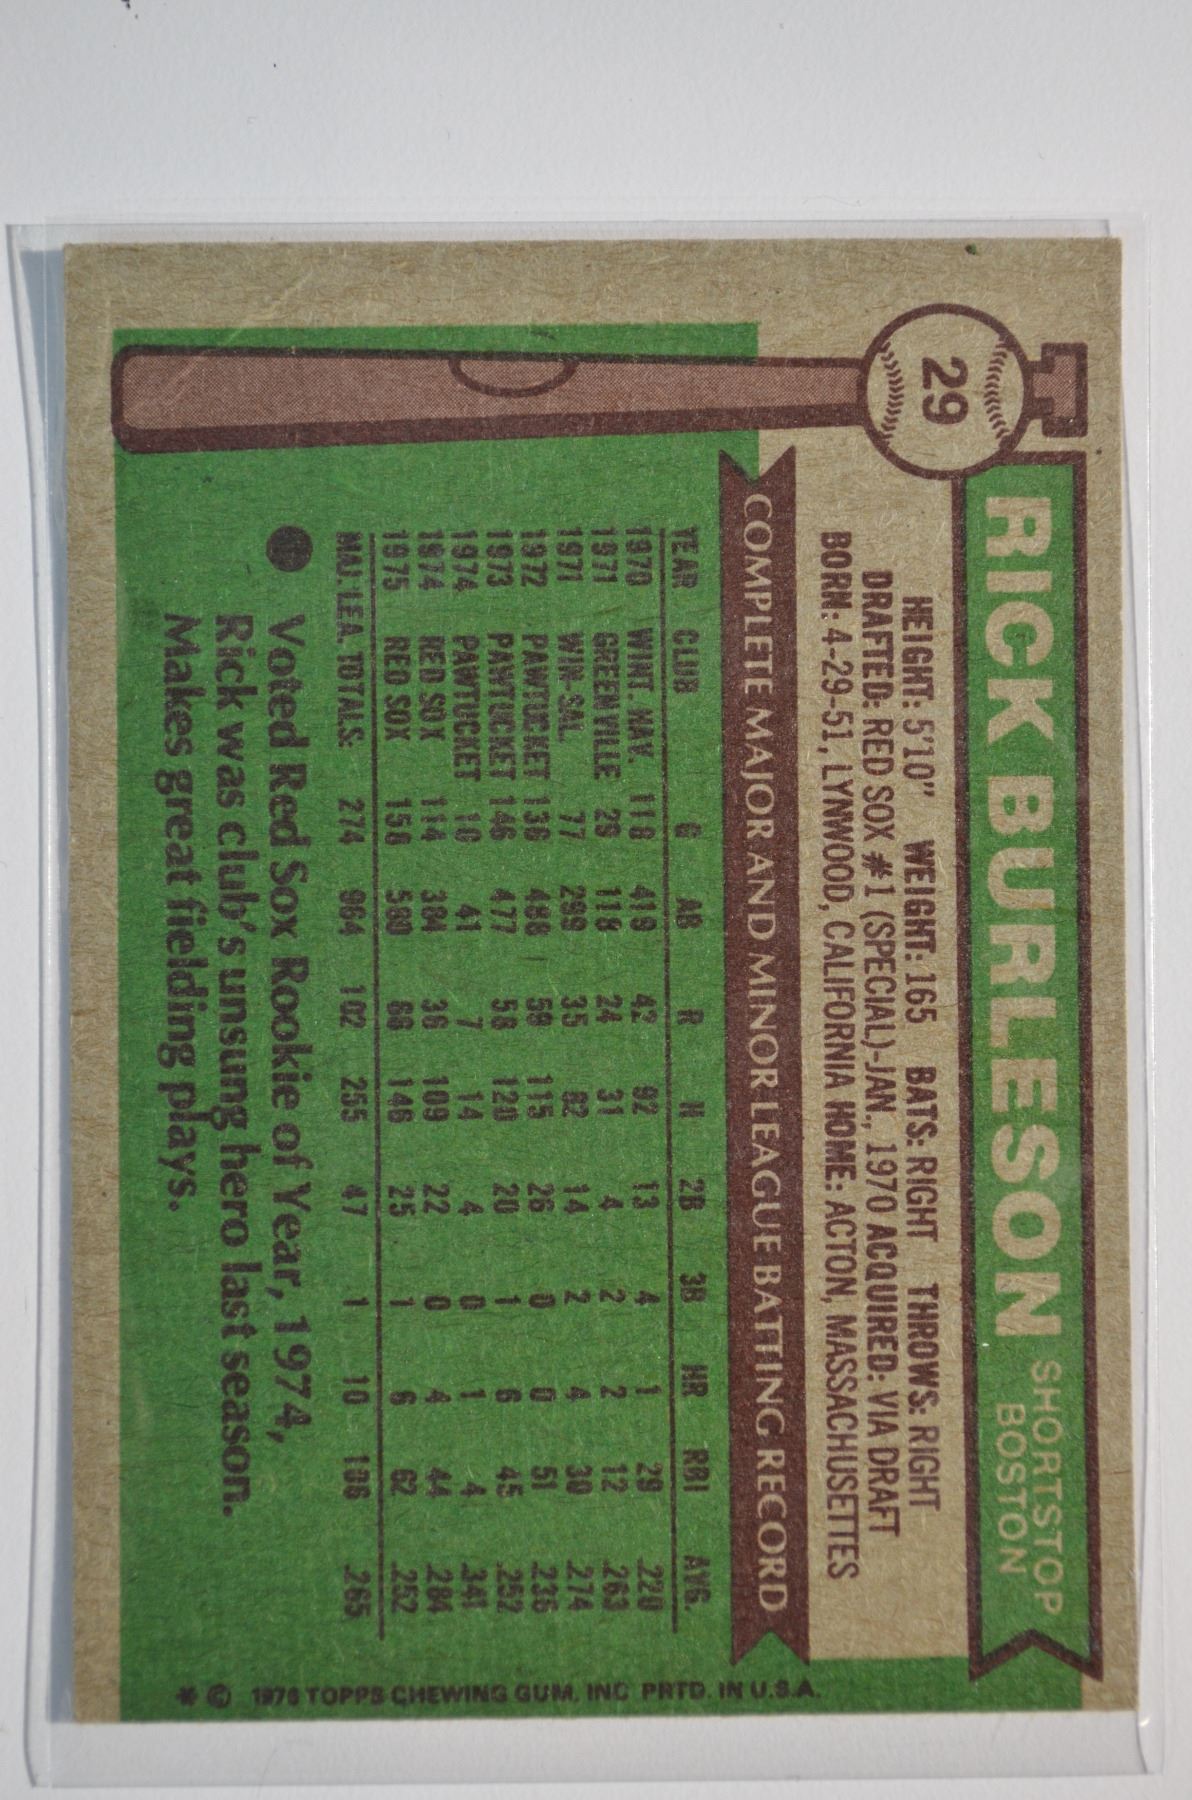 29
RICK BURLESON SHORTSTOP
BOSTON
HEIGHT: 5'10" WEIGHT: 165 BATS: RIGHT THROWS: RIGHT
DRAFTED: RED SOX #1 (SPECIAL)-JAN., 1970 ACQUIRED: VIA DRAFT
BORN: 4-29-51, LYNWOOD, CALIFORNIA HOME: ACTON, MASSACHUSETTES
COMPLETE MAJOR AND MINOR LEAGUE BATTING RECORD
YEAR CLUB G AB R H 2B 3B HR RBI AVG.
1970 WINT. HAV. 118 419 42 92 13 4 1 29 .220
1971 GREENVILLE 29 118 24 31 4 2 2 12 .263
1971 WIN-SAL. 77 299 35 82 14 2 4 30 .274
1972 PAWTUCKET 136 488 59 115 26 0 0 51 .236
1973 PAWTUCKET 146 477 58 120 20 1 6 45 .252
1974 PAWTUCKET 10 41 7 14 4 0 1 4 .341
1974 RED SOX 114 384 36 109 22 0 4 44 .284
1975 RED SOX 158 580 66 146 25 1 6 62 .252
MAJ. LEA. TOTALS: 274 964 102 255 47 1 10 106 .265
● Voted Red Sox Rookie of Year, 1974,
Rick was club's unsung hero last season.
Makes great fielding plays.
* © 1976 TOPPS CHEWING GUM, INC PRTD. IN U.S.A.